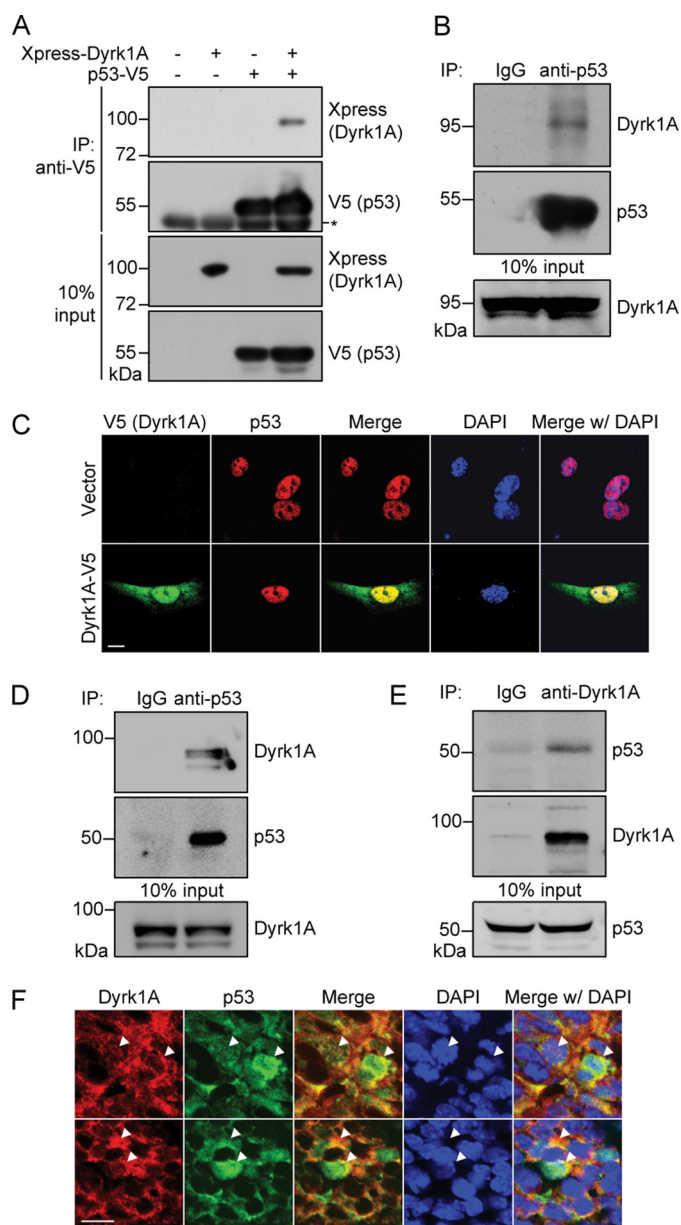 A
Xpress-Dyrk1A - + - +
p53-V5 - - + +
IP:
anti-V5
100
72
Xpress
(Dyrk1A)
55
V5 (p53)
*
10%
input
100
72
Xpress
(Dyrk1A)
55
kDa
V5 (p53)
B
IP: IgG anti-p53
95
Dyrk1A
55
p53
10% input
95
kDa
Dyrk1A
C
V5 (Dyrk1A) p53 Merge DAPI Merge w/ DAPI
Vector
Dyrk1A-V5
D
IP: IgG anti-p53
100
Dyrk1A
50
p53
10% input
100
kDa
Dyrk1A
E
IP: IgG anti-Dyrk1A
50
p53
100
Dyrk1A
10% input
50
kDa
p53
F
Dyrk1A p53 Merge DAPI Merge w/ DAPI